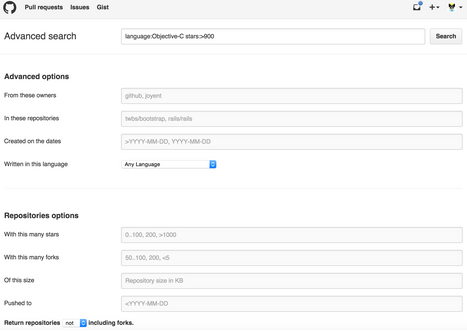 Pull requests Issues Gist
Advanced search language:Objective-C stars:>900 Search
Advanced options
From these owners github, joyent
In these repositories twbs/bootstrap, rails/rails
Created on the dates >YYYY-MM-DD, YYYY-MM-DD
Written in this language Any Language
Repositories options
With this many stars 0..100, 200, >1000
With this many forks 50..100, 200, <5
Of this size Repository size in KB
Pushed to <YYYY-MM-DD
Return repositories not including forks.